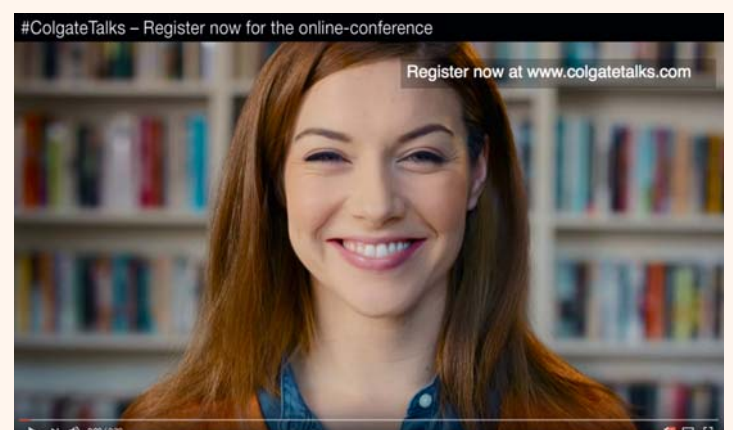 #ColgateTalks – Register now for the online-conference
Register now at www.colgatetalks.com